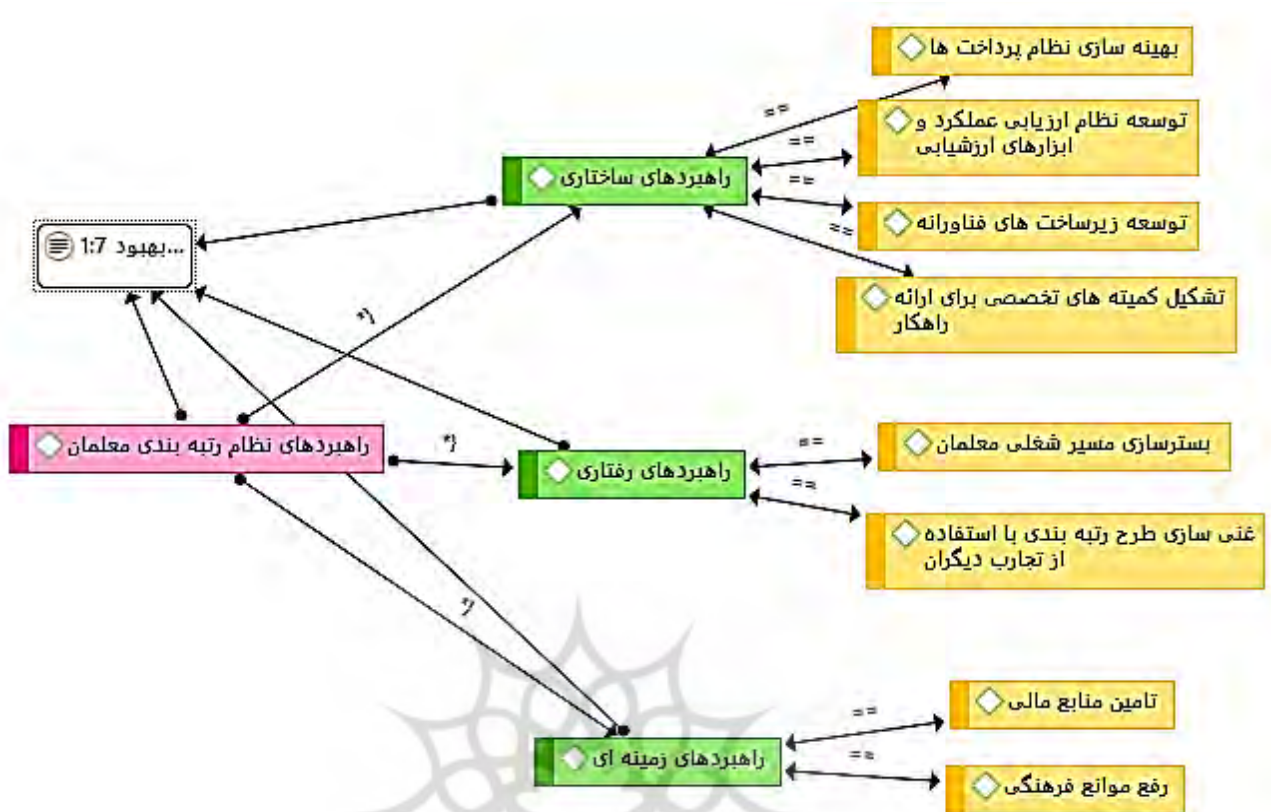 بهینه سازی نظام پرداخت ها
==
توسعه نظام ارزیابی عملکرد و
ابزارهای ارزشیابی
==
راهبردهای ساختاری
==
توسعه زیرساخت های فناورانه
==
1:7 بهبود...
تشکیل کمیته های تخصصی برای ارائه
راهکار
*}
راهبردهای نظام رتبه بندی معلمان
*}
راهبردهای رفتاری
==
بسترسازی مسیر شغلی معلمان
==
غنی سازی طرح رتبه بندی با استفاده
از تجارب دیگران
*}
راهبردهای زمینه ای
==
تامین منابع مالی
==
رفع موانع فرهنگی